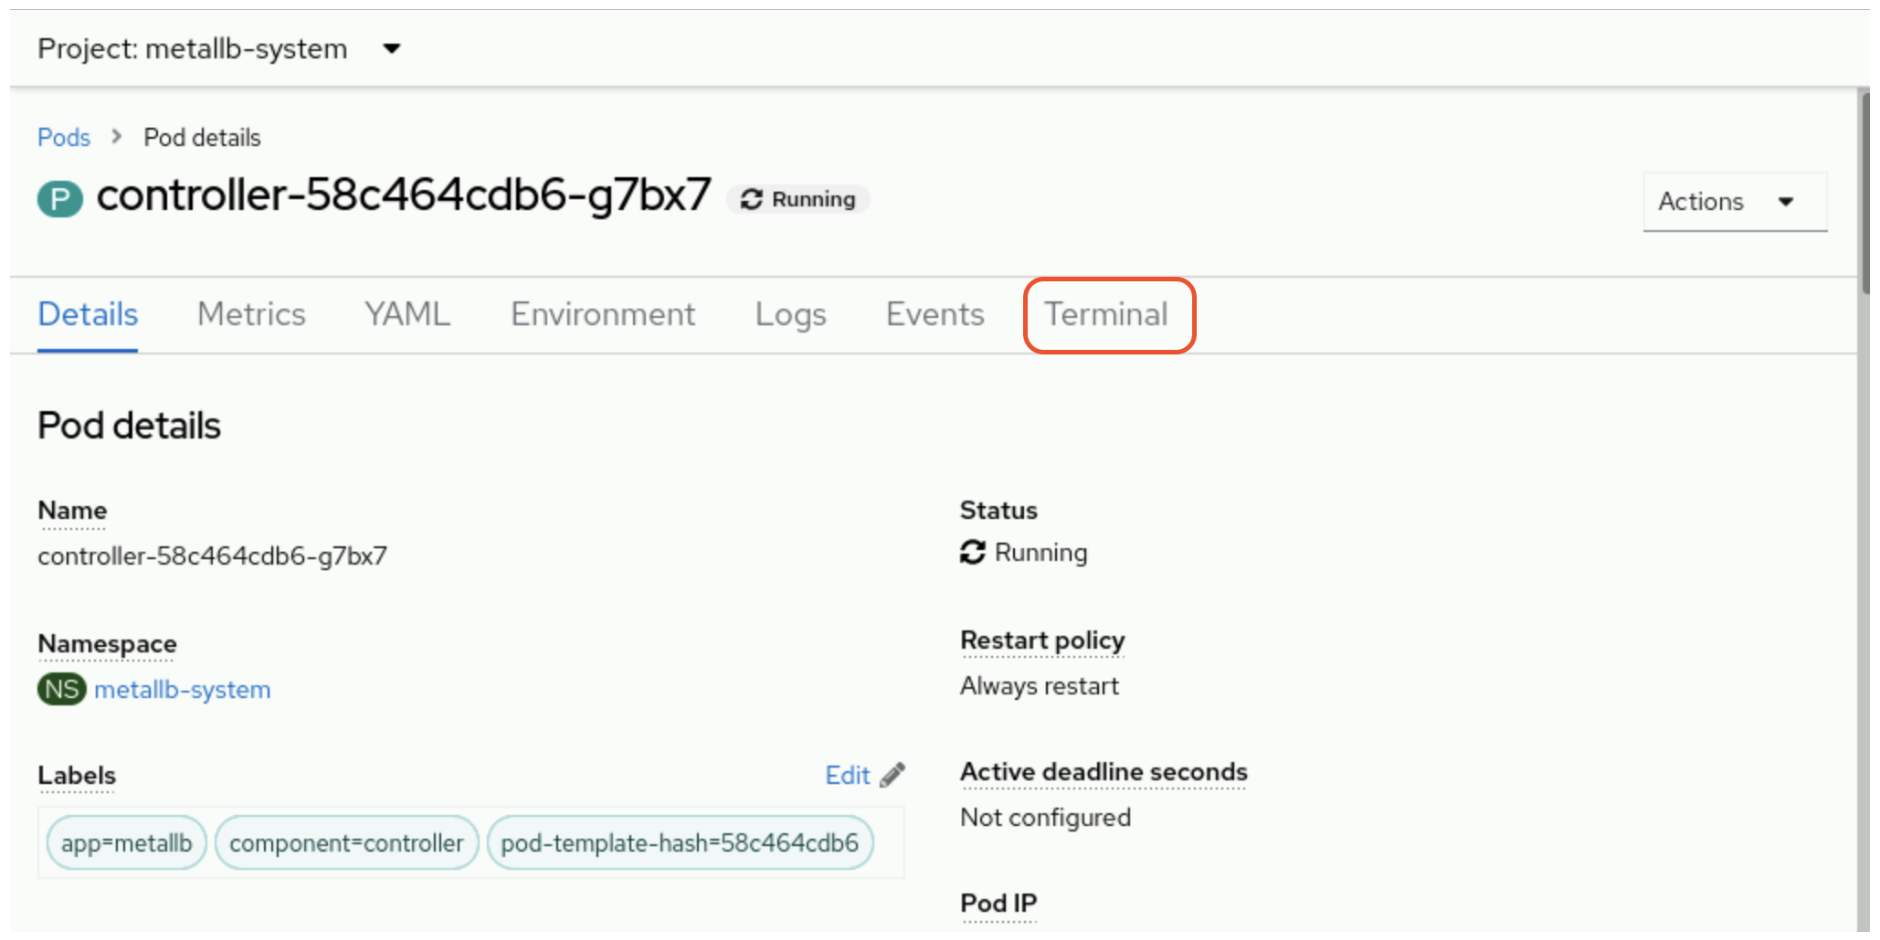 Project: metallb-system
Pods > Pod details
P controller-58c464cdb6-g7bx7 Running
Actions
Details Metrics YAML Environment Logs Events Terminal
Pod details
Name
controller-58c464cdb6-g7bx7
Status
Running
Namespace
NS metallb-system
Restart policy
Always restart
Labels Edit
app=metallb component=controller pod-template-hash=58c464cdb6
Active deadline seconds
Not configured
Pod IP